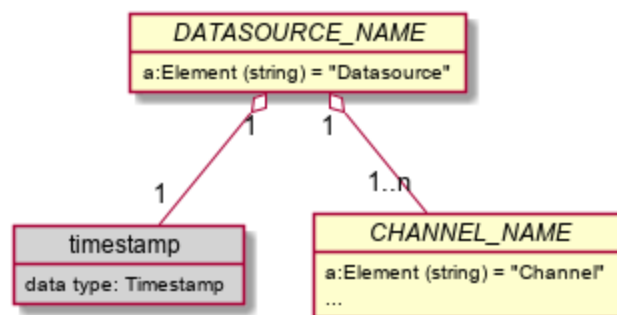 DATASOURCE_NAME
a:Element (string) = "Datasource"
1
1
1
1..n
timestamp
data type: Timestamp
CHANNEL_NAME
a:Element (string) = "Channel"
...